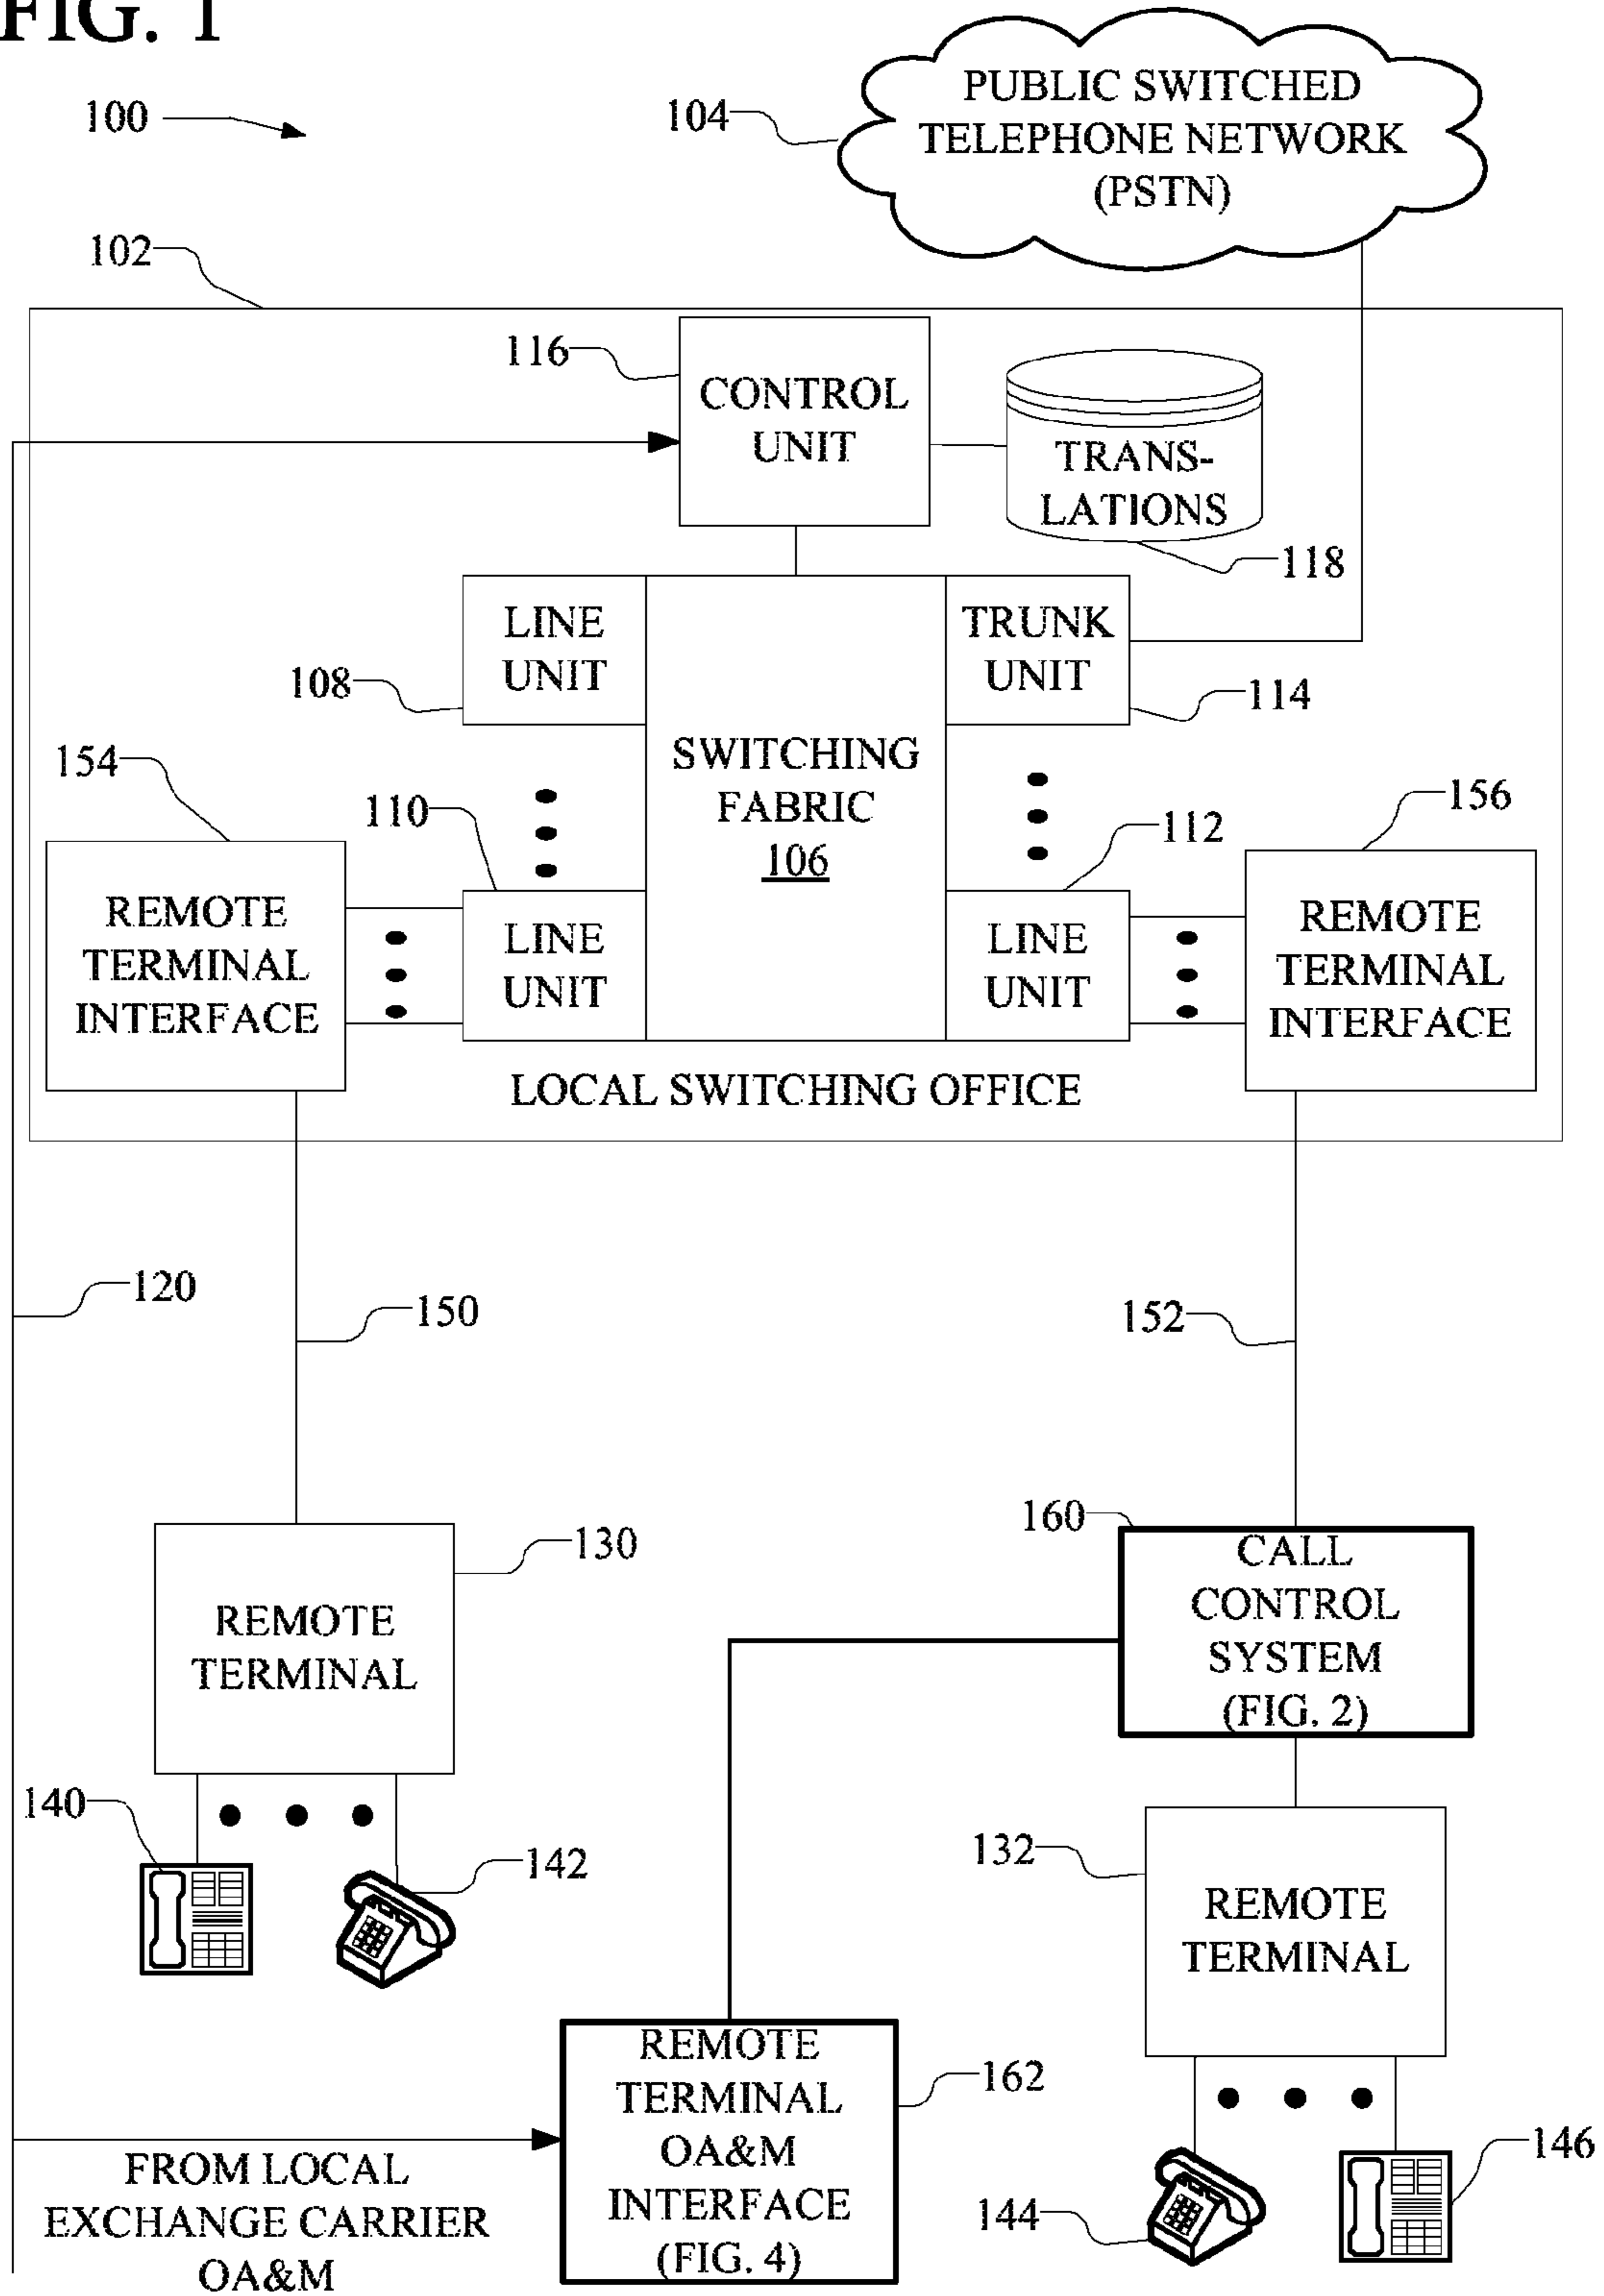 FIG. 1
100
104
PUBLIC SWITCHED
TELEPHONE NETWORK
(PSTN)
102
116
CONTROL
UNIT
TRANS-
LATIONS
118
LINE
UNIT
108
TRUNK
UNIT
114
SWITCHING
FABRIC
106
154
110
112
156
REMOTE
TERMINAL
INTERFACE
LINE
UNIT
LINE
UNIT
REMOTE
TERMINAL
INTERFACE
LOCAL SWITCHING OFFICE
120
150
152
160
CALL
CONTROL
SYSTEM
(FIG. 2)
130
REMOTE
TERMINAL
140
142
132
REMOTE
TERMINAL
REMOTE
TERMINAL
OA&M
INTERFACE
(FIG. 4)
162
FROM LOCAL
EXCHANGE CARRIER
OA&M
144
146